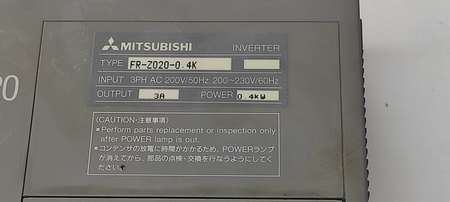 MITSUBISHI INVERTER
TYPE FR-Z020-0.4K
INPUT 3PH AC 200V/50Hz 200~230V/60Hz
OUTPUT 3A POWER 0.4kW
20
⚠CAUTION(注意事項)
●Perform parts replacement or inspection only
after POWER lamp is out.
●コンデンサの放電に時間がかかるため、POWERランプ
が消えてから、部品の点検・交換を行なうようにしてく
ださい。